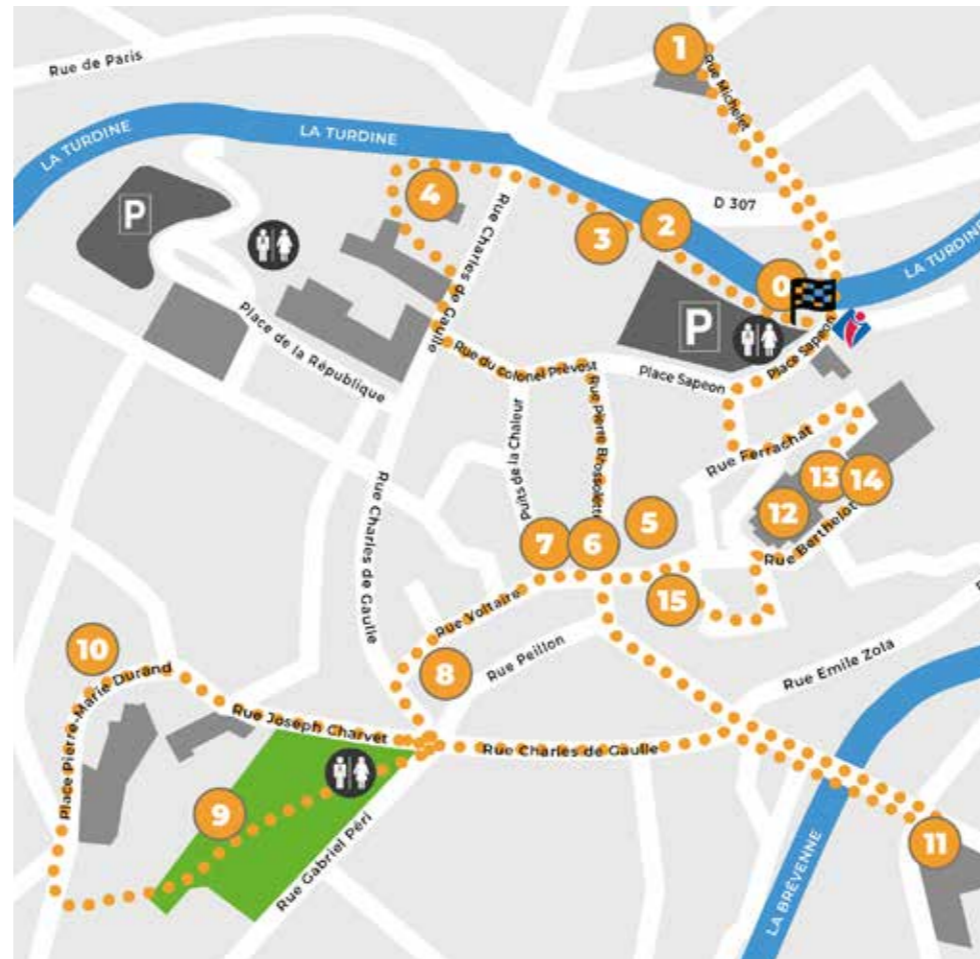 1
Rue de Paris
Rue Michelet
LA TURDINE
LA TURDINE
4
D 307
P
3
2
0
LA TURDINE
Rue Charles de Gaulle
Place de la République
P
Place Sapéon
Rue du Colonel Prévost
Place Sapéon
Rue Pierre Brossolette
Puits de la Chaleur
Rue Ferrachat
13
14
12
5
7
6
Rue Berthelot
Rue Charles de Gaulle
15
Rue Voltaire
Rue Peillon
8
Rue Emile Zola
10
Place Pierre-Marie Durand
Rue Joseph Charvet
Rue Charles de Gaulle
9
11
Rue Gabriel Péri
LA BRÉVENNE